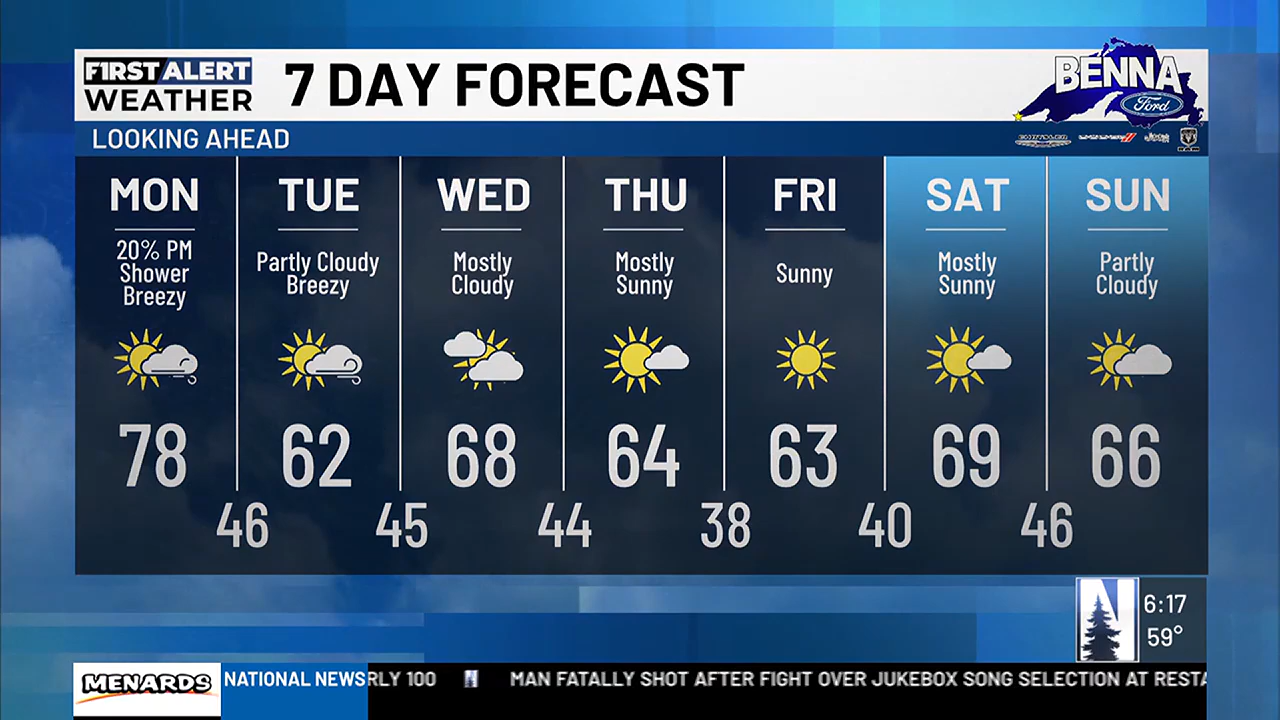 F1RST ALERT
WEATHER
7 DAY FORECAST
BENNA
Ford
LOOKING AHEAD
CHRYSLER
RAM
MON
TUE
WED
THU
FRI
SAT
SUN
20% PM
Shower
Breezy
Partly Cloudy
Breezy
Mostly
Cloudy
Mostly
Sunny
Sunny
Mostly
Sunny
Partly
Cloudy
78
62
68
64
63
69
66
46
45
44
38
40
46
N
6:17
59°
MENARDS
NATIONAL NEWS
RLY 100
N
MAN FATALLY SHOT AFTER FIGHT OVER JUKEBOX SONG SELECTION AT RESTA